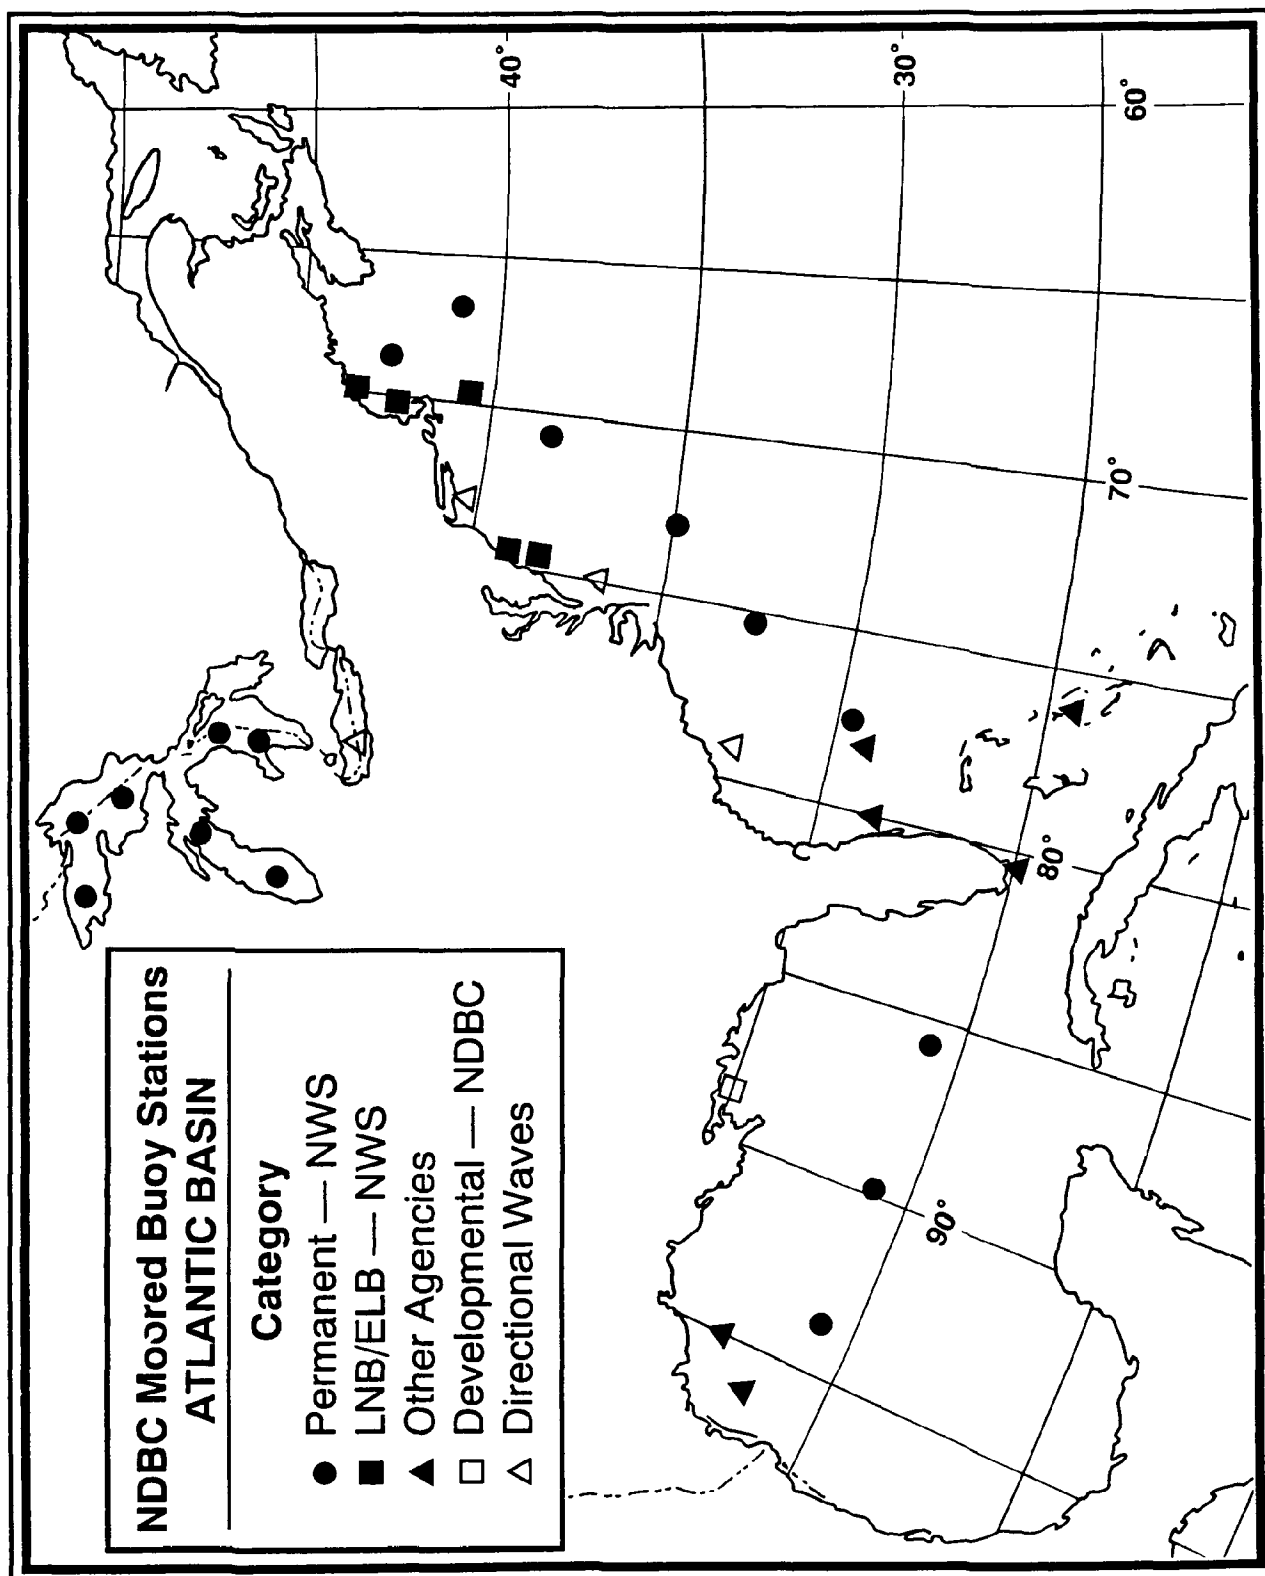 NDBC Moored Buoy Stations
ATLANTIC BASIN
Category
● Permanent — NWS
■ LNB/ELB — NWS
▲ Other Agencies
□ Developmental — NDBC
△ Directional Waves
40°
30°
60°
70°
80°
90°